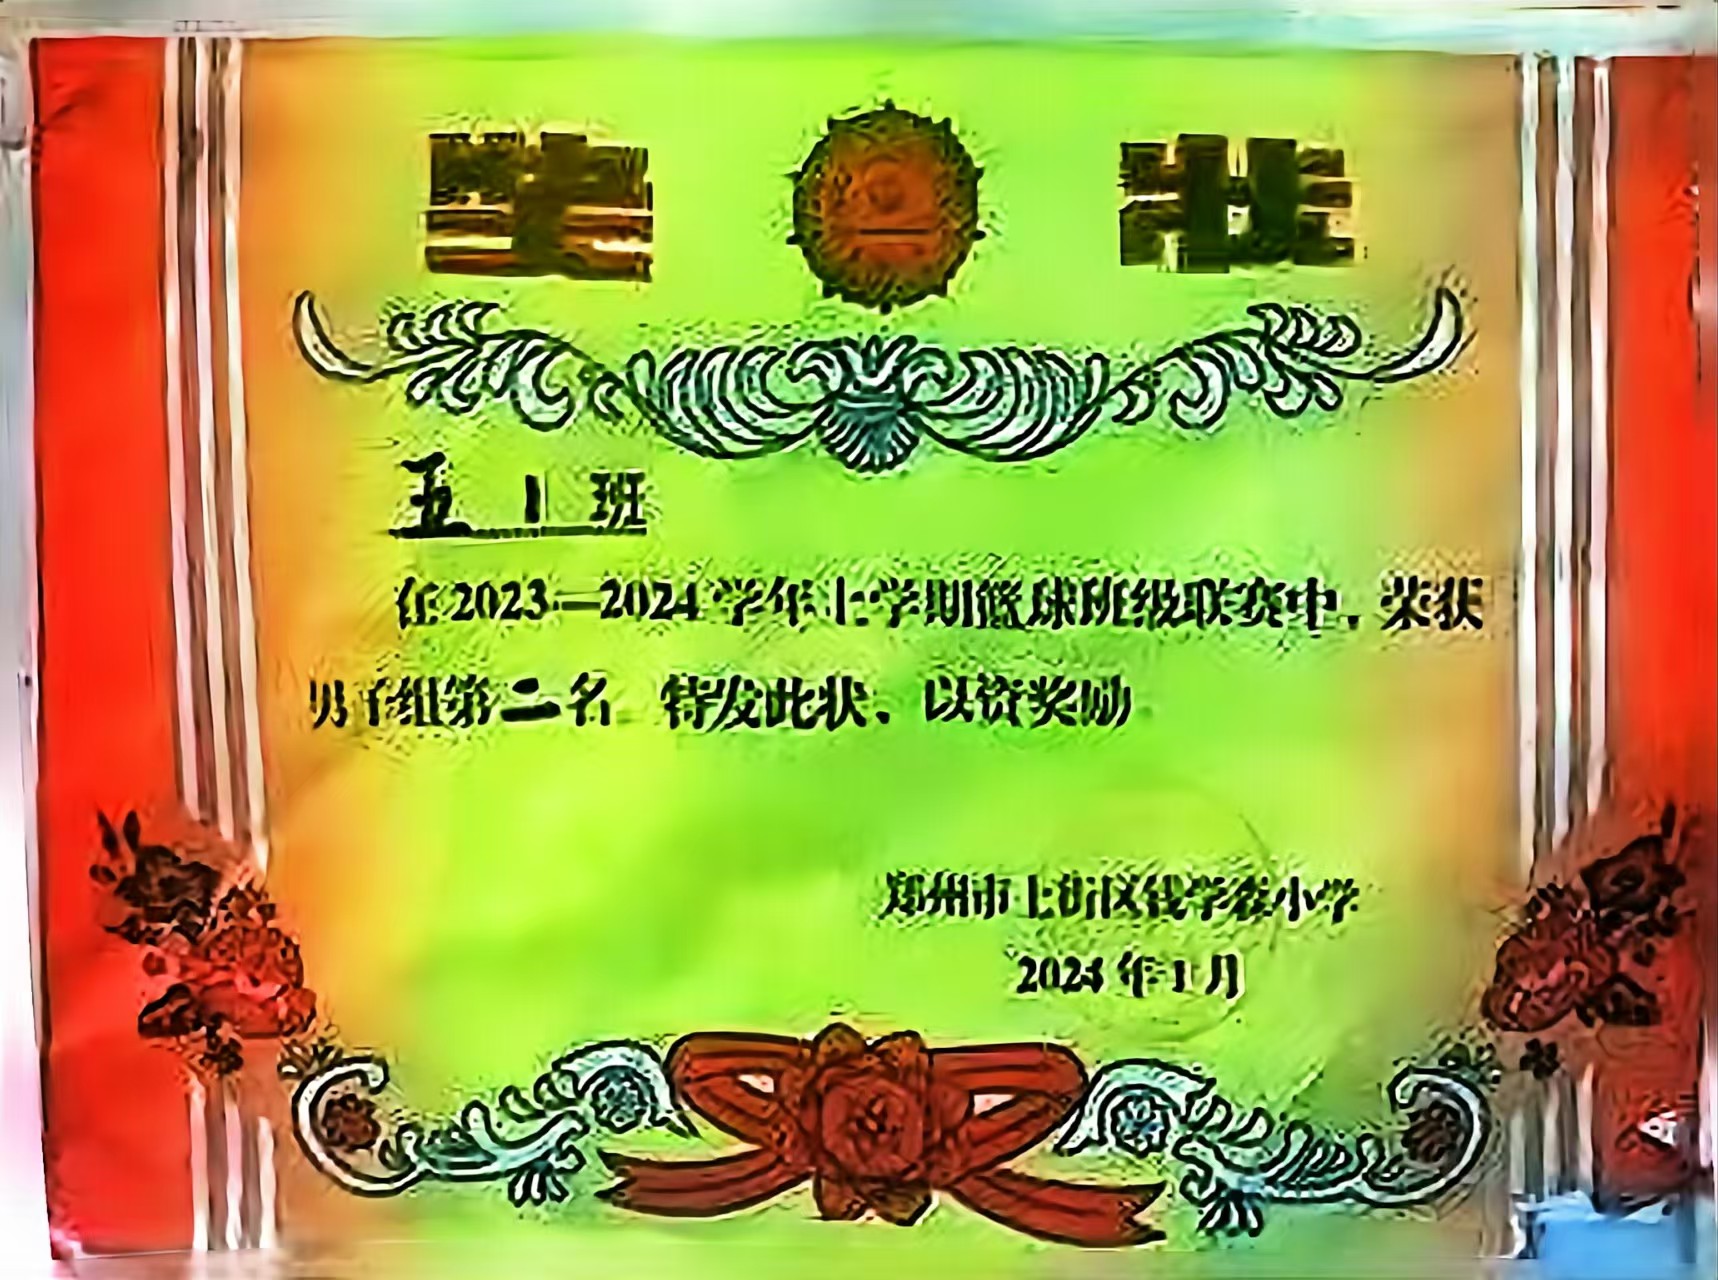 奖 状
五 1 班
在2023—2024学年上学期篮球班级联赛中，荣获
男子组第二名 特发此状，以资奖励
郑州市上街区钱学森小学
2024年1月